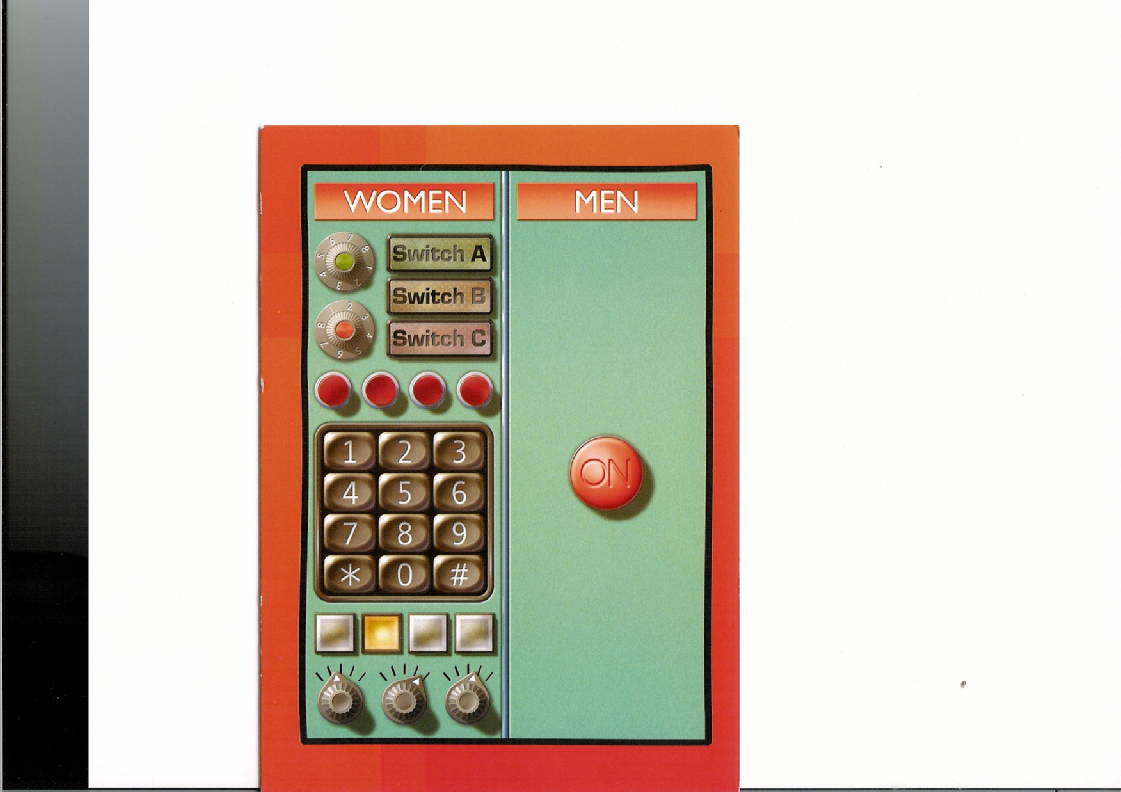 WOMEN
MEN
Switch A
Switch B
Switch C
1 2 3
4 5 6
7 8 9
* 0 #
ON